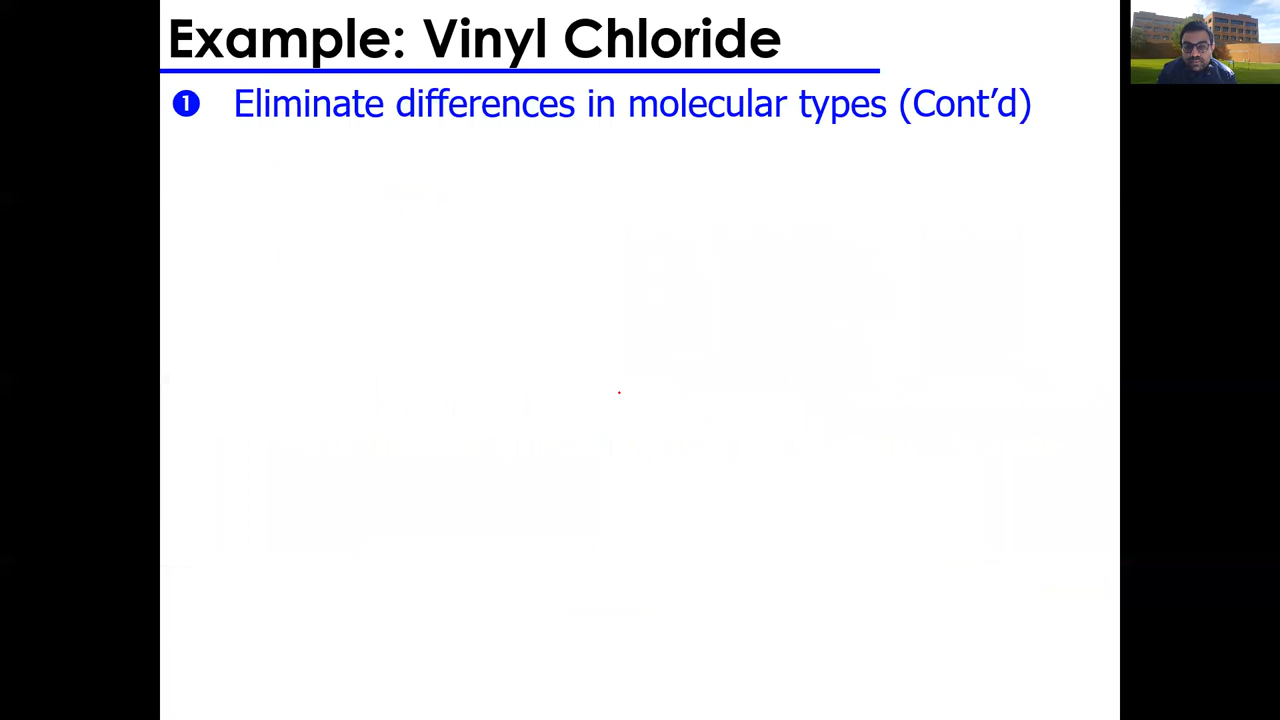 Example: Vinyl Chloride
❶ Eliminate differences in molecular types (Cont’d)